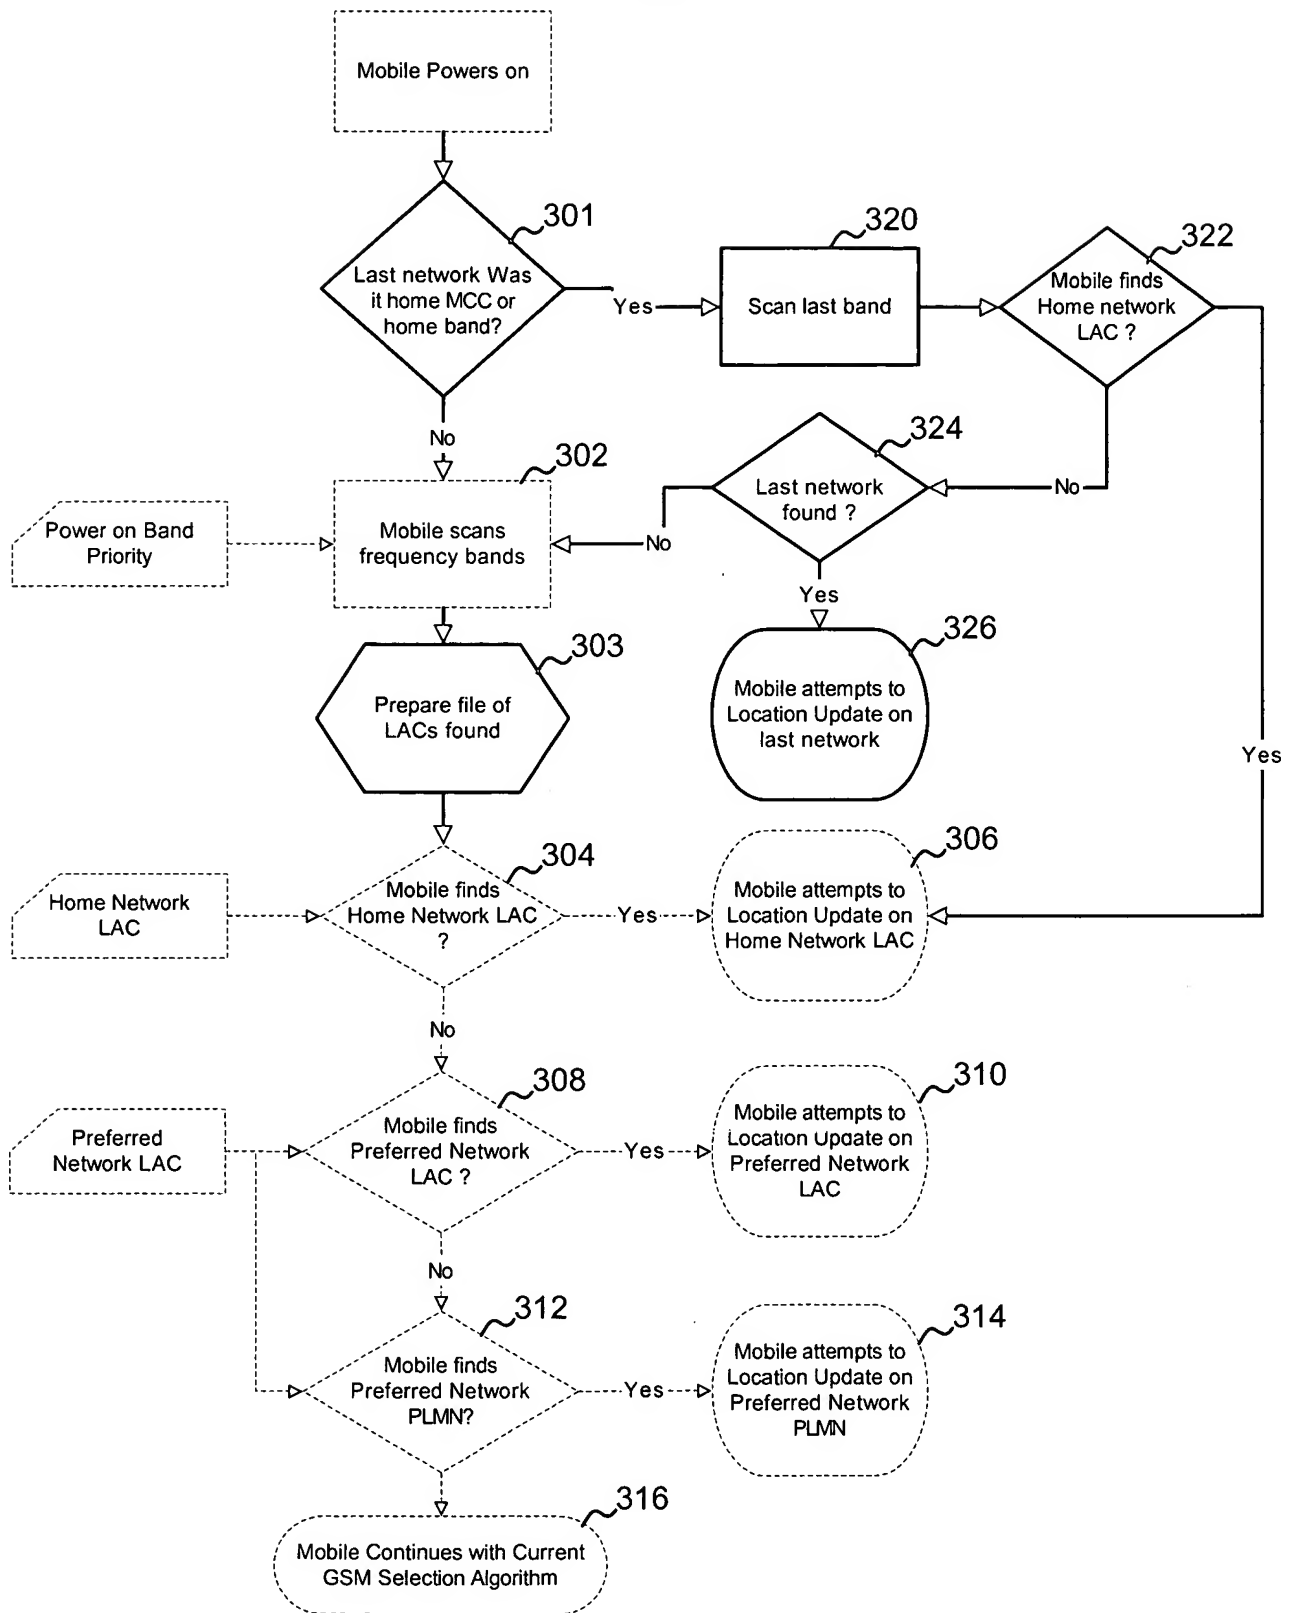 Mobile Powers on
301
Last network Was
it home MCC or
home band?
Yes
320
Scan last band
322
Mobile finds
Home network
LAC ?
No
324
Last network
found ?
No
302
Mobile scans
frequency bands
Power on Band
Priority
No
Yes
303
Prepare file of
LACs found
326
Mobile attempts to
Location Update on
last network
Yes
304
Mobile finds
Home Network LAC
?
Home Network
LAC
Yes
306
Mobile attempts to
Location Update on
Home Network LAC
No
308
Mobile finds
Preferred Network
LAC ?
Preferred
Network LAC
Yes
310
Mobile attempts to
Location Update on
Preferred Network
LAC
No
312
Mobile finds
Preferred Network
PLMN?
Yes
314
Mobile attempts to
Location Update on
Preferred Network
PLMN
316
Mobile Continues with Current
GSM Selection Algorithm